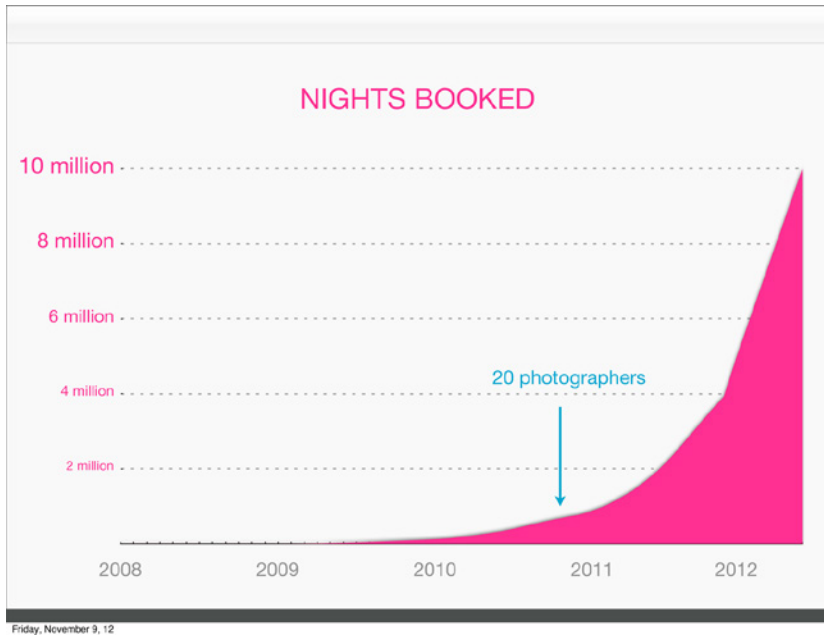 NIGHTS BOOKED
10 million
8 million
6 million
20 photographers
4 million
2 million
2008 2009 2010 2011 2012
Friday, November 9, 12